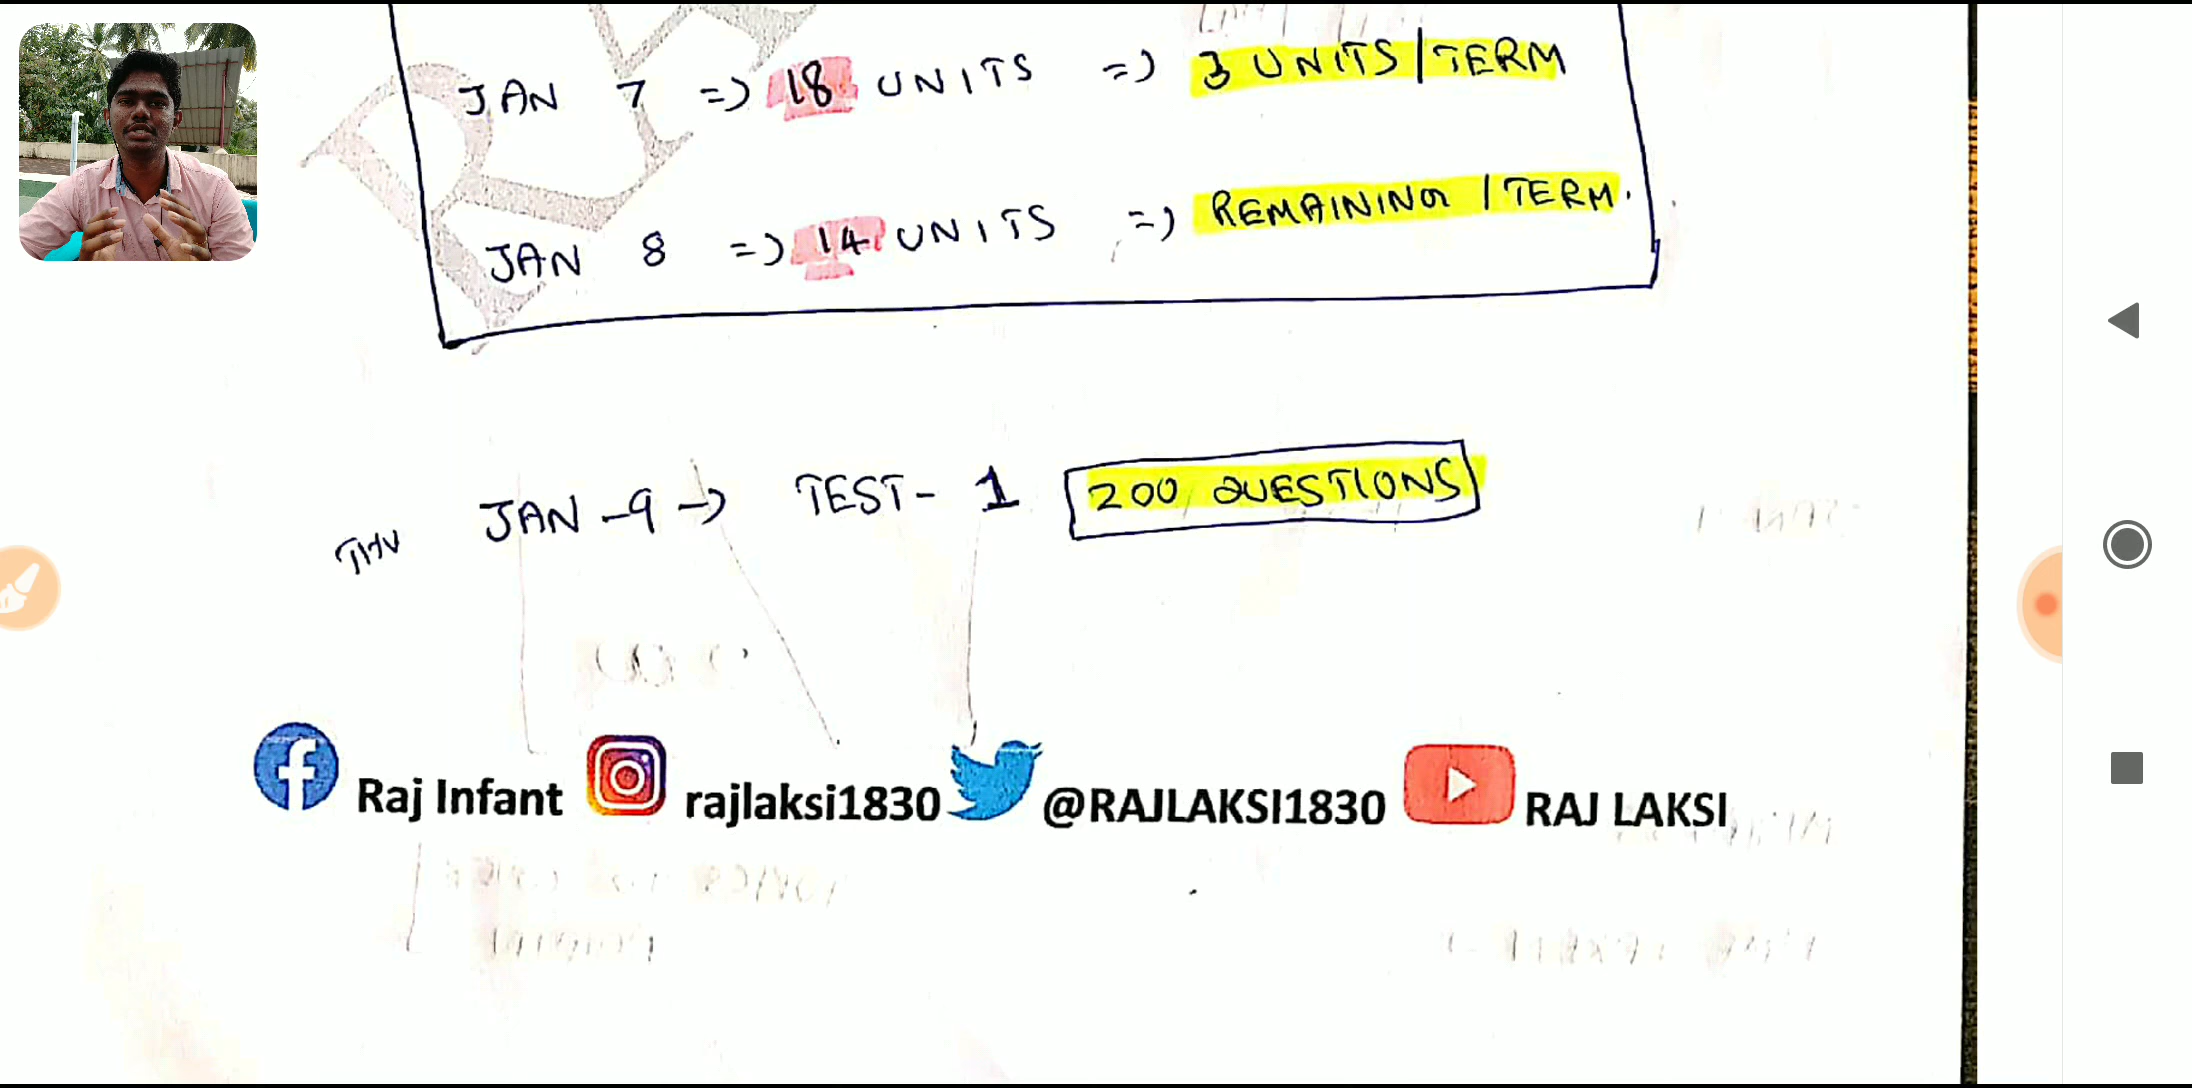 JAN 7 => 18 UNITS => 3 UNITS / TERM
JAN 8 => 14 UNITS => REMAINING / TERM.
THU JAN - 9 -> TEST - 1 200 QUESTIONS
Raj Infant rajlaksi1830 @RAJLAKSI1830 RAJ LAKSI